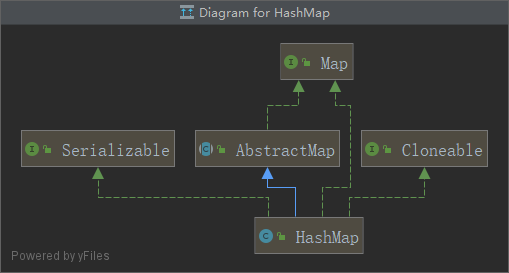 Diagram for HashMap
I Map
I Serializable
C AbstractMap
I Cloneable
C HashMap
Powered by yFiles